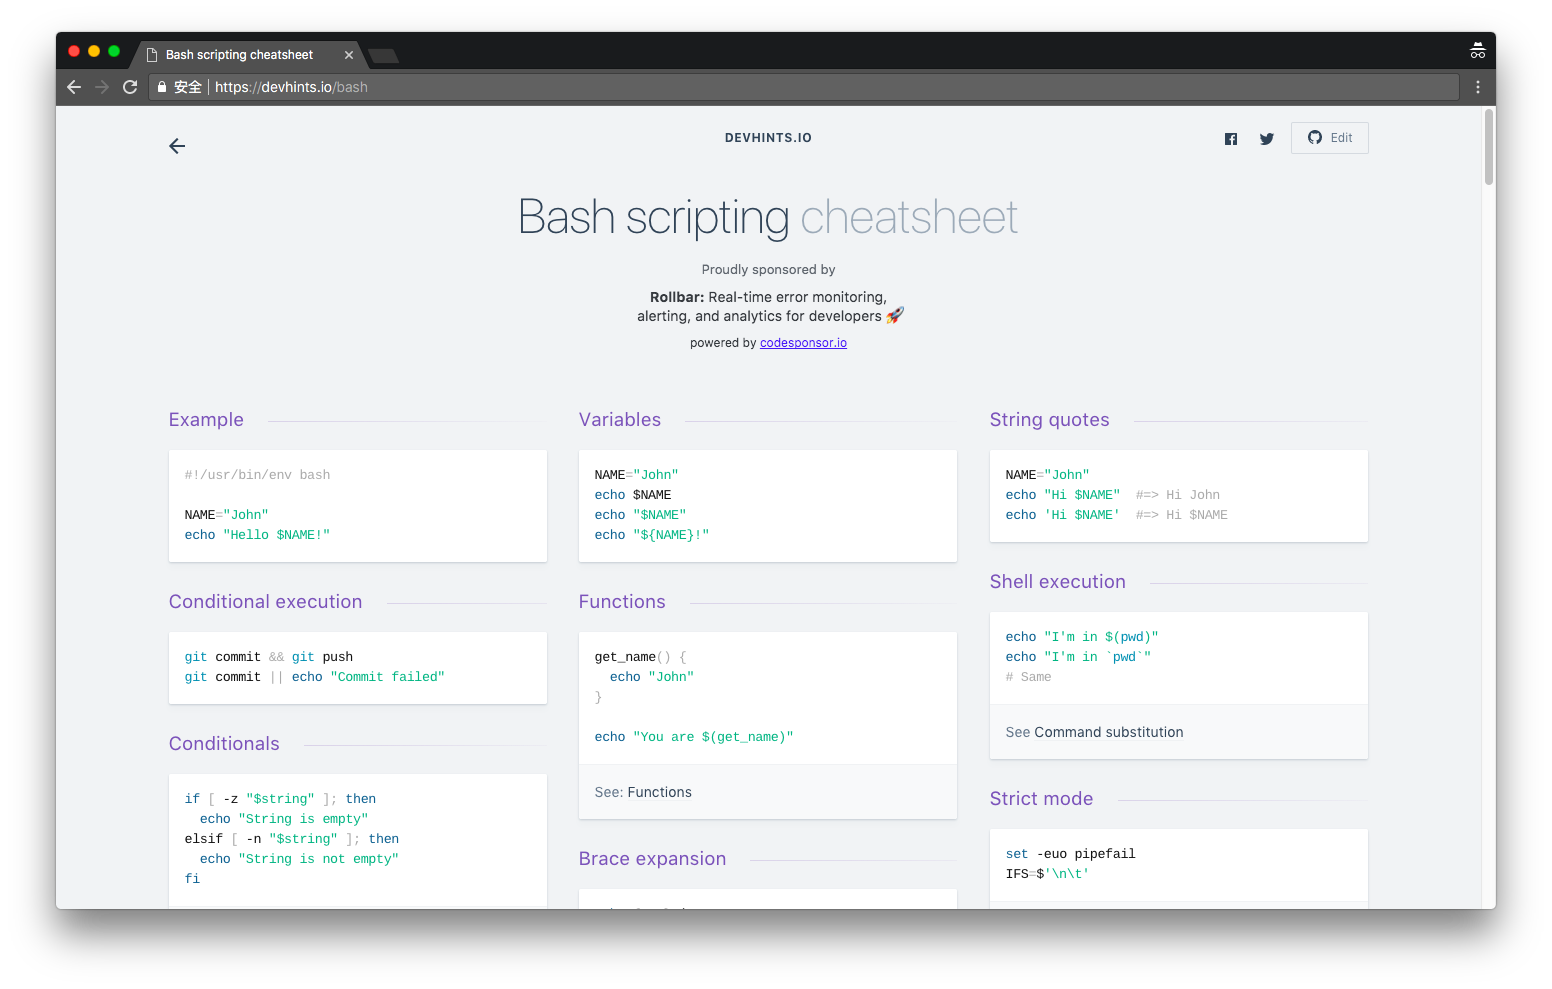 Bash scripting cheatsheet
安全 | https://devhints.io/bash
DEVHINTS.IO
Edit
Bash scripting cheatsheet
Proudly sponsored by
Rollbar: Real-time error monitoring,
alerting, and analytics for developers 🚀
powered by codesponsor.io
Example
#!/usr/bin/env bash
NAME="John"
echo "Hello $NAME!"
Conditional execution
git commit && git push
git commit || echo "Commit failed"
Conditionals
if [ -z "$string" ]; then
  echo "String is empty"
elsif [ -n "$string" ]; then
  echo "String is not empty"
fi
Variables
NAME="John"
echo $NAME
echo "$NAME"
echo "${NAME}!"
Functions
get_name() {
  echo "John"
}
echo "You are $(get_name)"
See: Functions
Brace expansion
String quotes
NAME="John"
echo "Hi $NAME"  #=> Hi John
echo 'Hi $NAME'  #=> Hi $NAME
Shell execution
echo "I'm in $(pwd)"
echo "I'm in `pwd`"
# Same
See Command substitution
Strict mode
set -euo pipefail
IFS=$'\n\t'